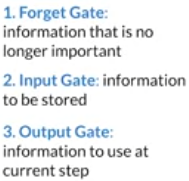 1. Forget Gate:
information that is no
longer important
2. Input Gate: information
to be stored
3. Output Gate:
information to use at
current step